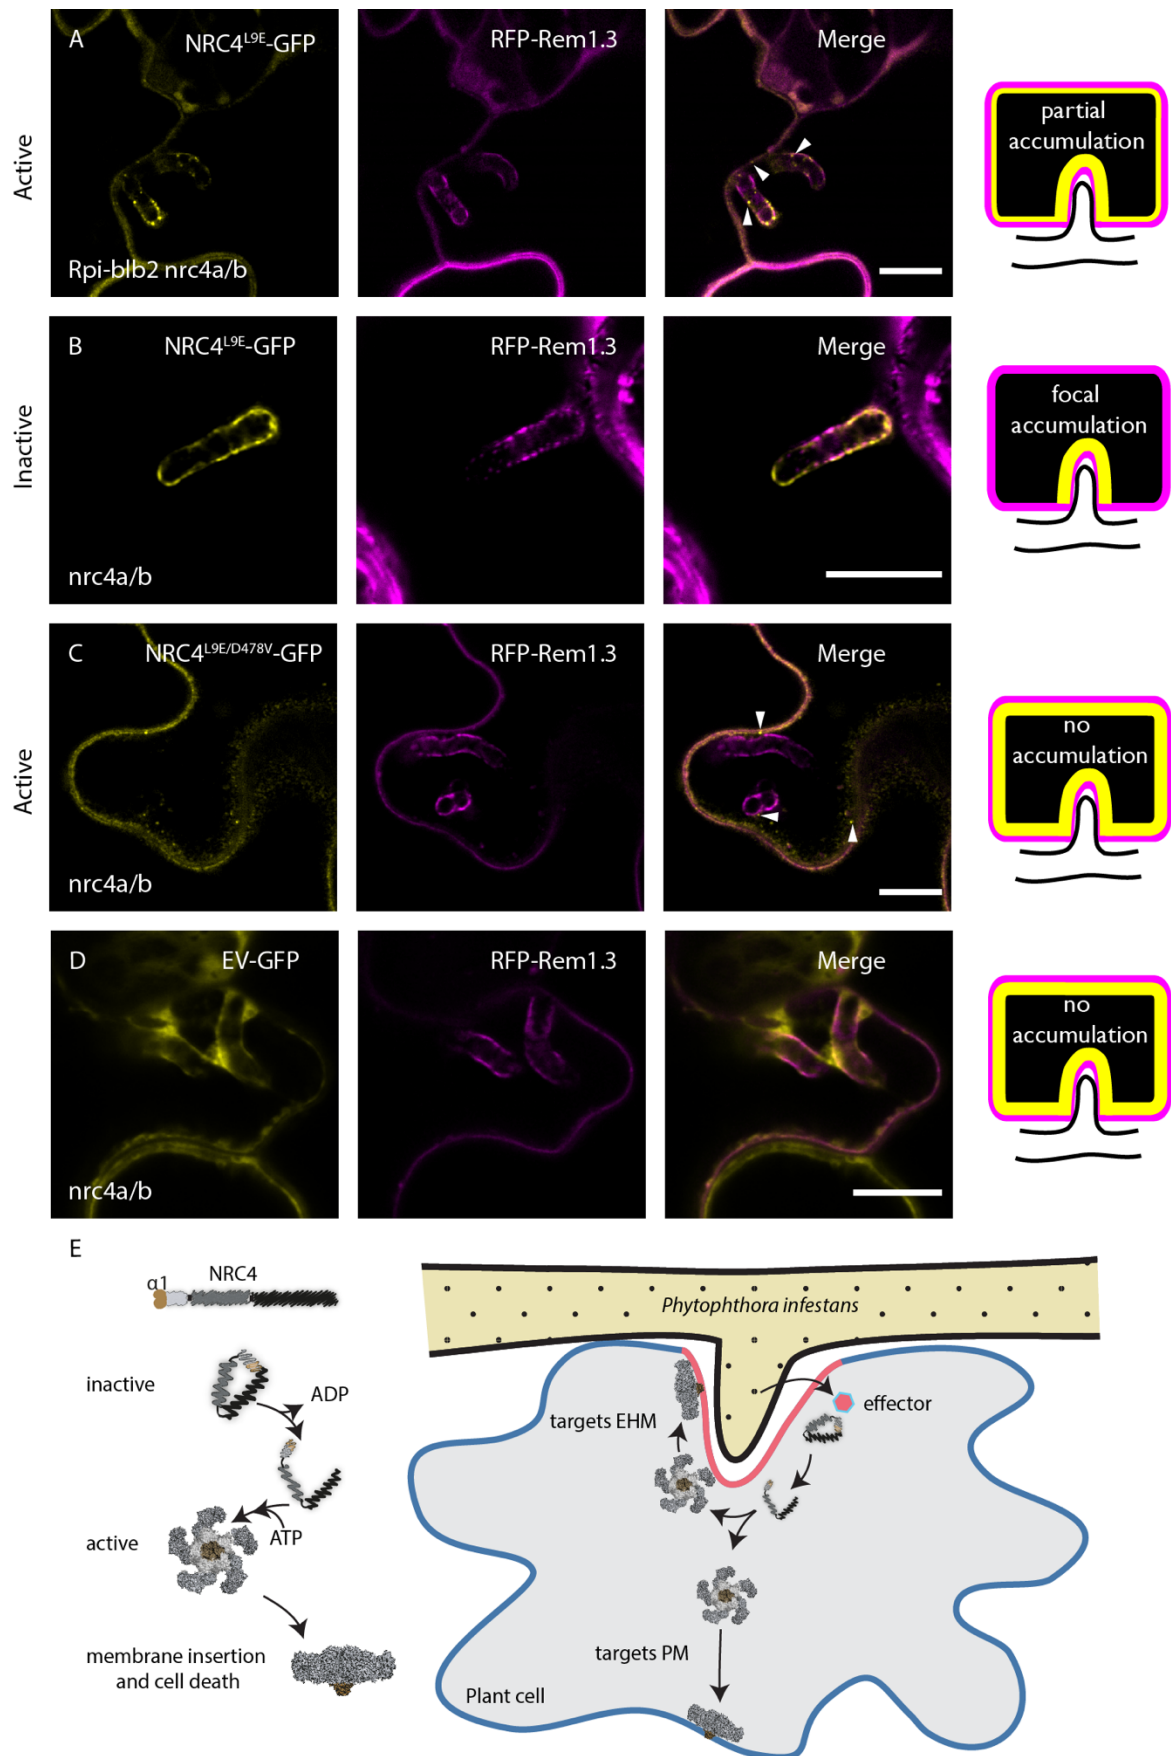 A
NRC4L9E-GFP
RFP-Rem1.3
Merge
Active
Rpi-blb2 nrc4a/b
partial
accumulation
B
NRC4L9E-GFP
RFP-Rem1.3
Merge
Inactive
nrc4a/b
focal
accumulation
C
NRC4L9E/D478V-GFP
RFP-Rem1.3
Merge
Active
nrc4a/b
no
accumulation
D
EV-GFP
RFP-Rem1.3
Merge
nrc4a/b
no
accumulation
E
α1
NRC4
inactive
ADP
ATP
active
membrane insertion
and cell death
Phytophthora infestans
targets EHM
effector
targets PM
Plant cell